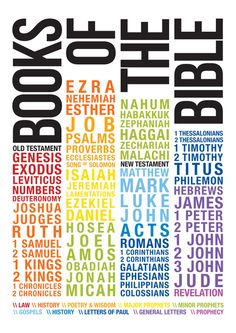 BOOKS
OF
THE
BIBLE
OLD TESTAMENT
GENESIS
EXODUS
LEVITICUS
NUMBERS
DEUTERONOMY
JOSHUA
JUDGES
RUTH
1 SAMUEL
2 SAMUEL
1 KINGS
2 KINGS
1 CHRONICLES
2 CHRONICLES
EZRA
NEHEMIAH
ESTHER
JOB
PSALMS
PROVERBS
ECCLESIASTES
SONG OF SOLOMON
ISAIAH
JEREMIAH
LAMENTATIONS
EZEKIEL
DANIEL
HOSEA
JOEL
AMOS
OBADIAH
JONAH
MICAH
NAHUM
HABAKKUK
ZEPHANIAH
HAGGAI
ZECHARIAH
MALACHI
NEW TESTAMENT
MATTHEW
MARK
LUKE
JOHN
ACTS
ROMANS
1 CORINTHIANS
2 CORINTHIANS
GALATIANS
EPHESIANS
PHILIPPIANS
COLOSSIANS
1 THESSALONIANS
2 THESSALONIANS
1 TIMOTHY
2 TIMOTHY
TITUS
PHILEMON
HEBREWS
JAMES
1 PETER
2 PETER
1 JOHN
2 JOHN
3 JOHN
JUDE
REVELATION
\\ LAW \\ HISTORY \\ POETRY & WISDOM \\ MAJOR PROPHETS \\ MINOR PROPHETS
\\ GOSPELS \\ HISTORY \\ LETTERS OF PAUL \\ GENERAL LETTERS \\ PROPHECY